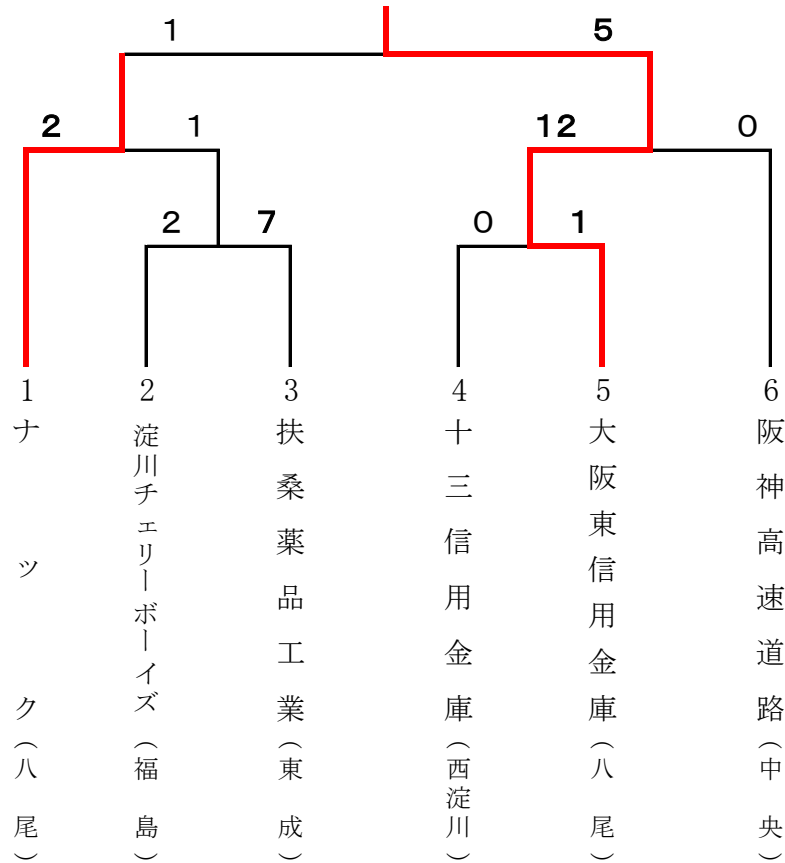 1 5
2 1 12 0
2 7 0 1
1 2 3 4 5 6
ナック(八尾)
淀川チェリーボーイズ(福島)
扶桑薬品工業(東成)
十三信用金庫(西淀川)
大阪東信用金庫(八尾)
阪神高速道路(中央)